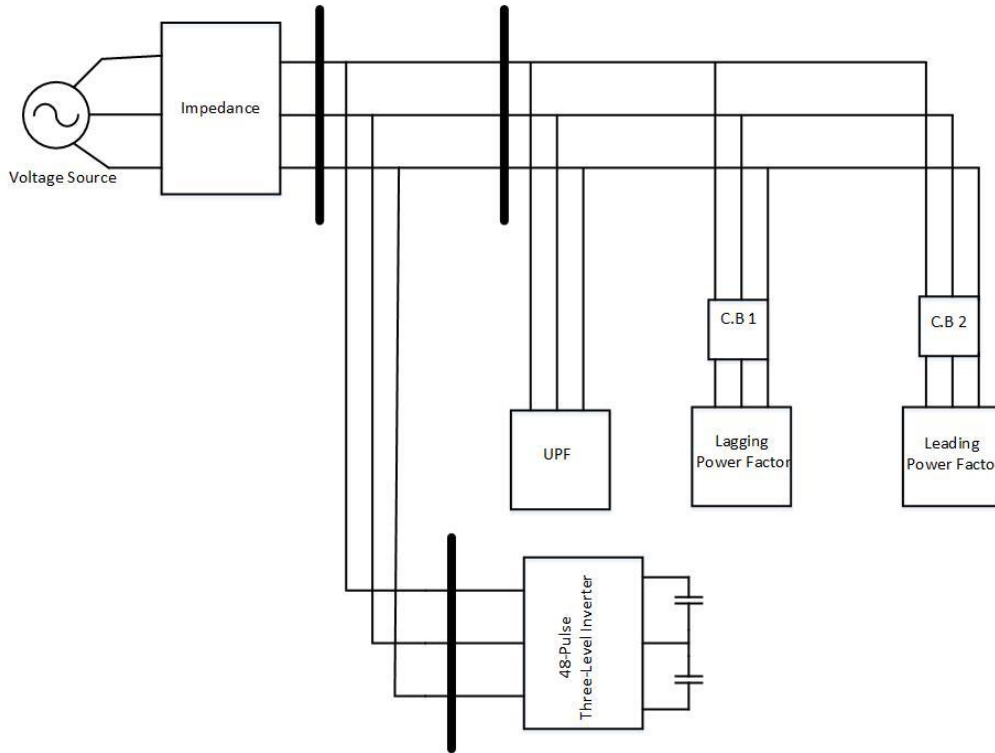 Impedance
Voltage Source
C.B 1
C.B 2
UPF
Lagging
Power Factor
Leading
Power Facto
48-Pulse
Three-Level Inverter